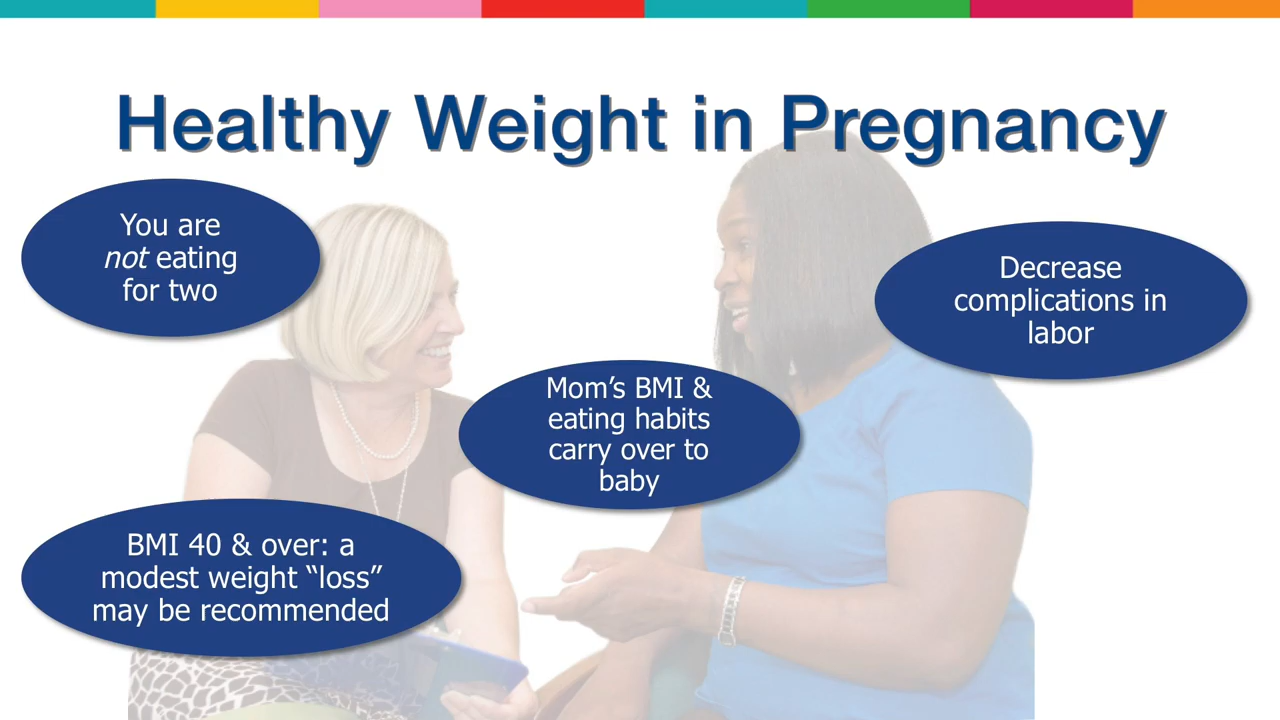 Healthy Weight in Pregnancy
You are
not eating
for two
Decrease
complications in
labor
Mom’s BMI &
eating habits
carry over to
baby
BMI 40 & over: a
modest weight “loss”
may be recommended